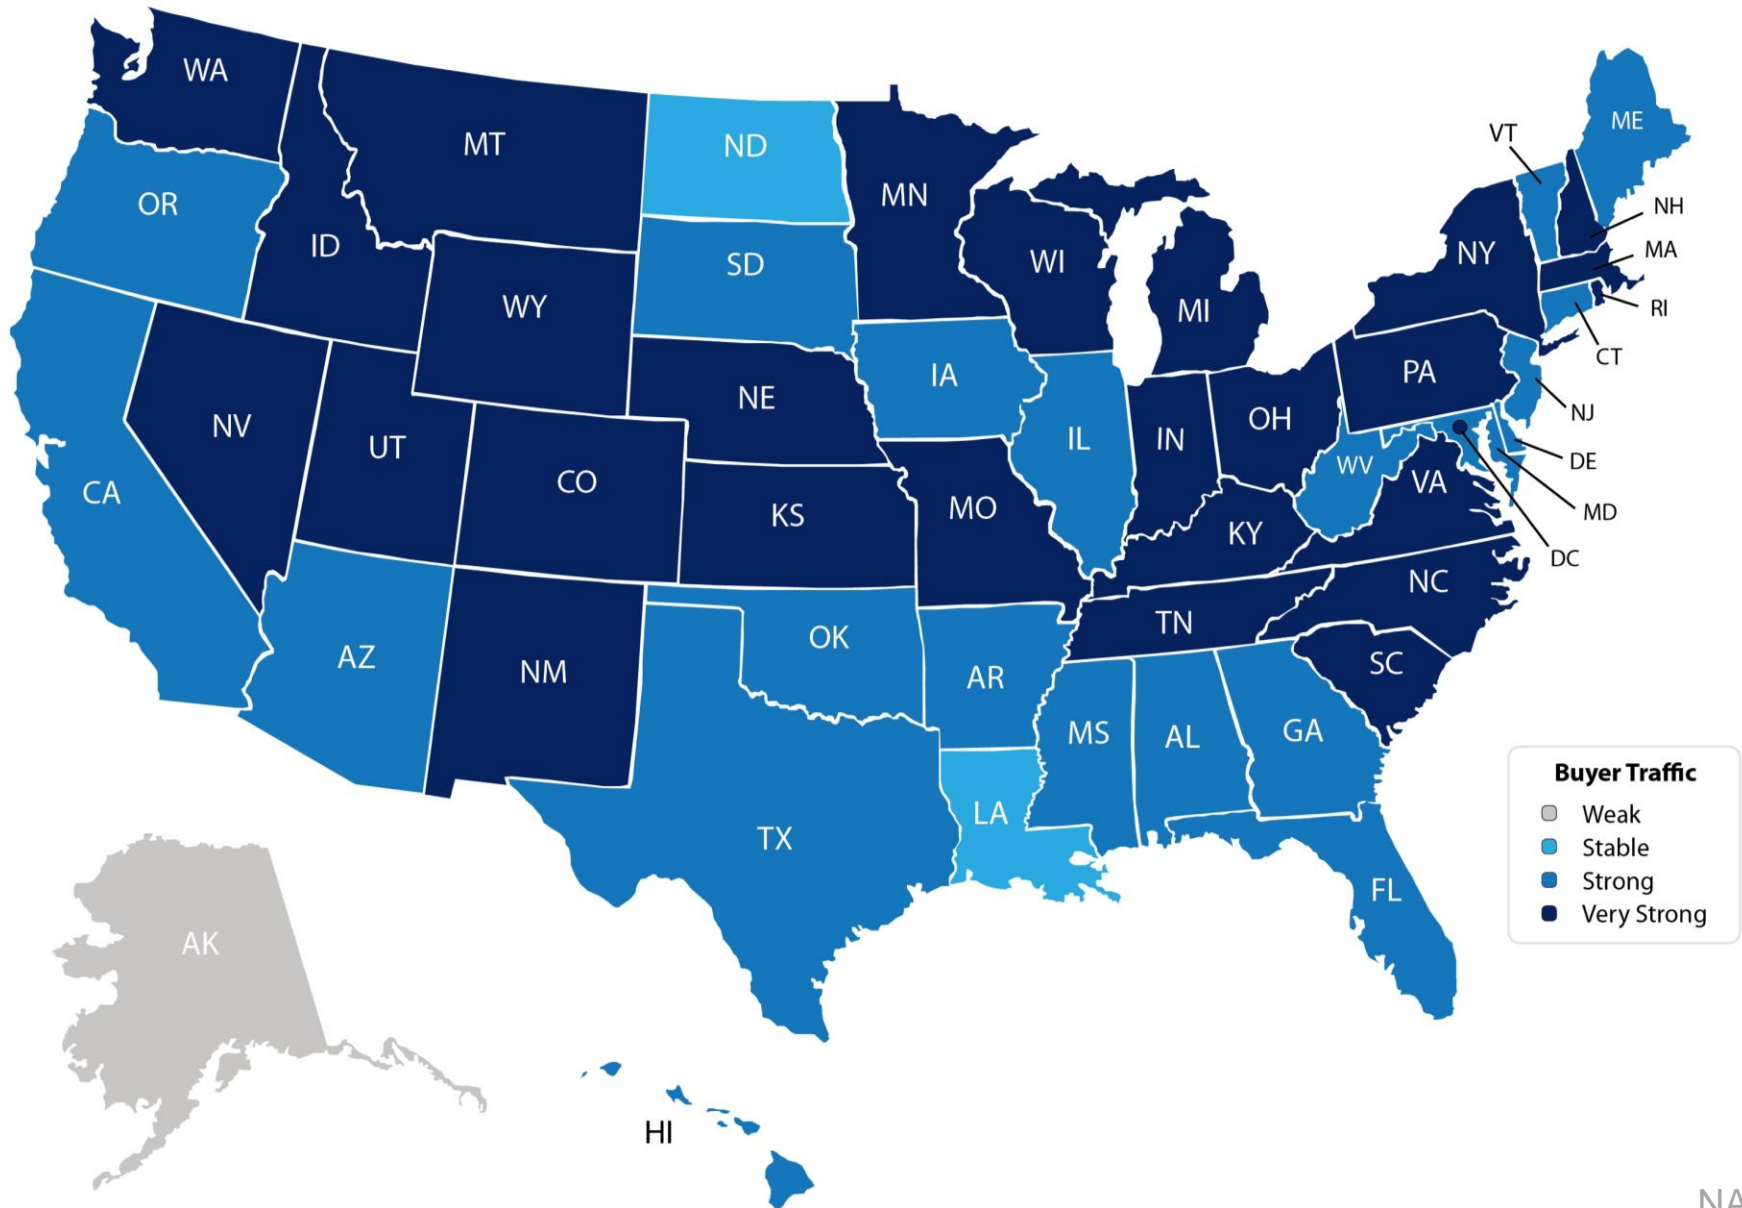 WA
MT
ND
MN
OR
ID
SD
WI
MI
NY
VT
ME
NH
MA
RI
CT
WY
NE
IA
IL
IN
OH
PA
NJ
DE
MD
DC
NV
UT
CO
KS
MO
KY
WV
VA
CA
AZ
NM
OK
AR
TN
NC
SC
MS
AL
GA
TX
LA
FL
AK
HI
Buyer Traffic
Weak
Stable
Strong
Very Strong
NA